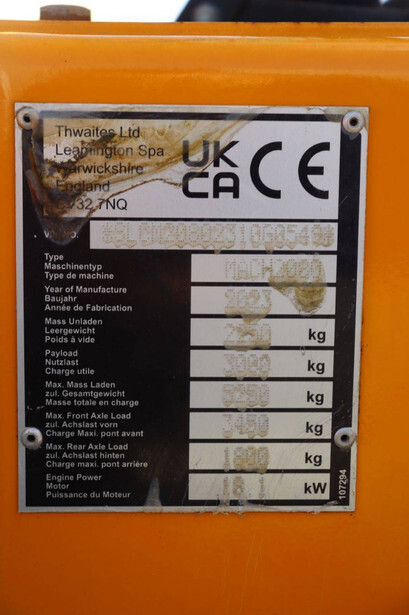 Thwaites Ltd
Leamington Spa
Warwickshire
England
CV32 7NQ
UK
CA CE
Type
Maschinentyp
Type de machine
MACH2080
Year of Manufacture
Baujahr
Année de Fabrication
2023
Mass Unladen
Leergewicht
Poids à vide
kg
Payload
Nutzlast
Charge utile
3000 kg
Max. Mass Laden
zul. Gesamtgewicht
Masse totale en charge
kg
Max. Front Axle Load
zul. Achslast vorn
Charge Maxi. pont avant
kg
Max. Rear Axle Load
zul. Achslast hinten
Charge maxi. pont arrière
kg
Engine Power
Motor
Puissance du Moteur
kW
107294